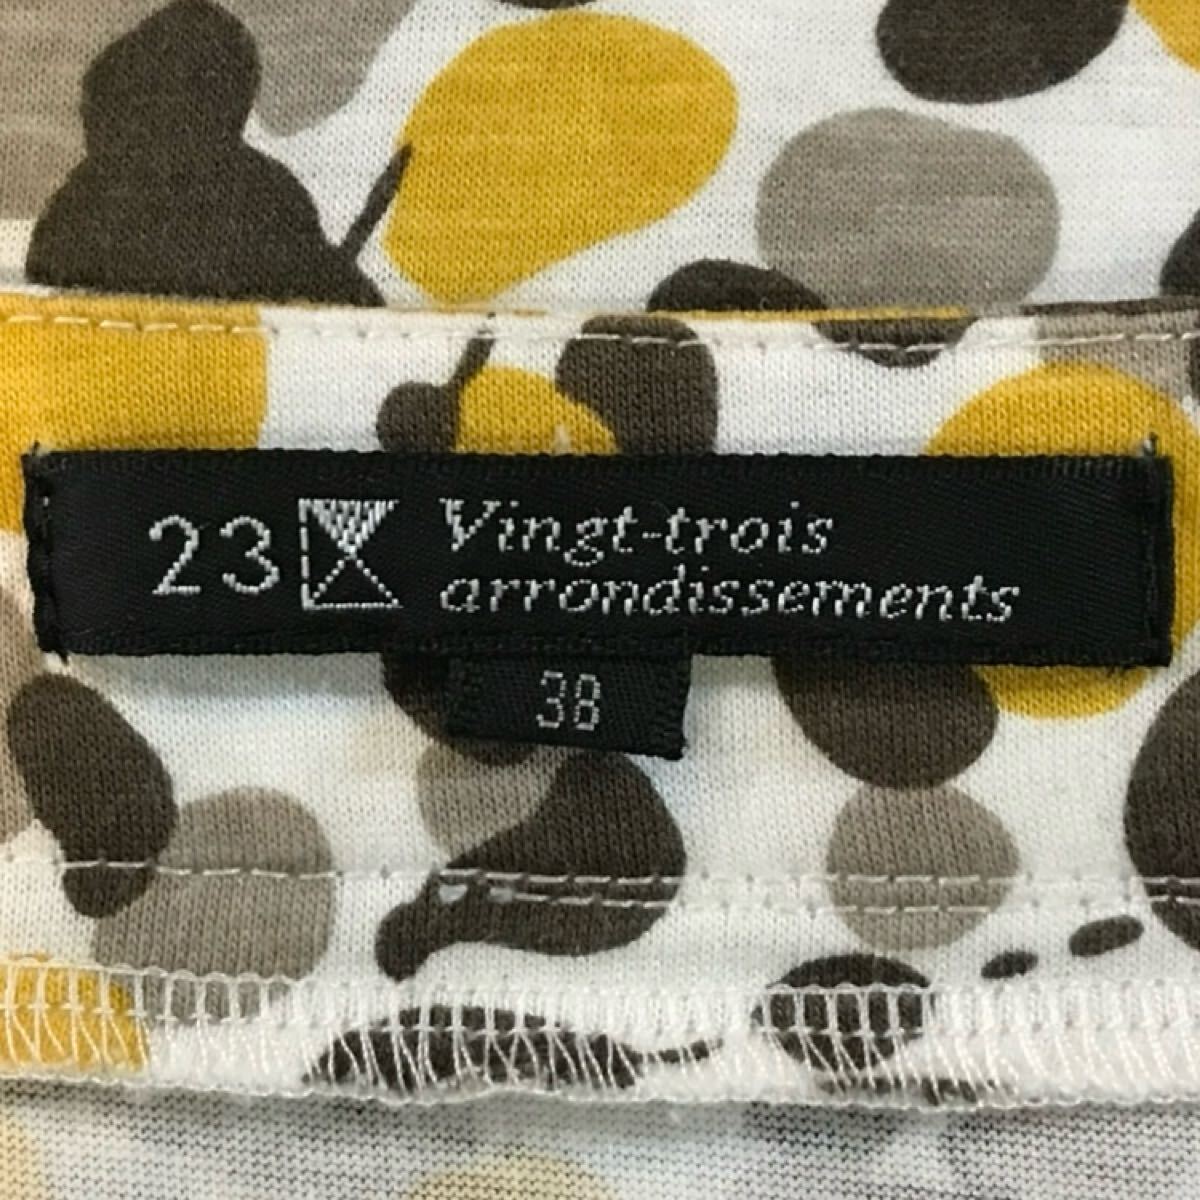 23 Vingt-trois
arrondissements
38